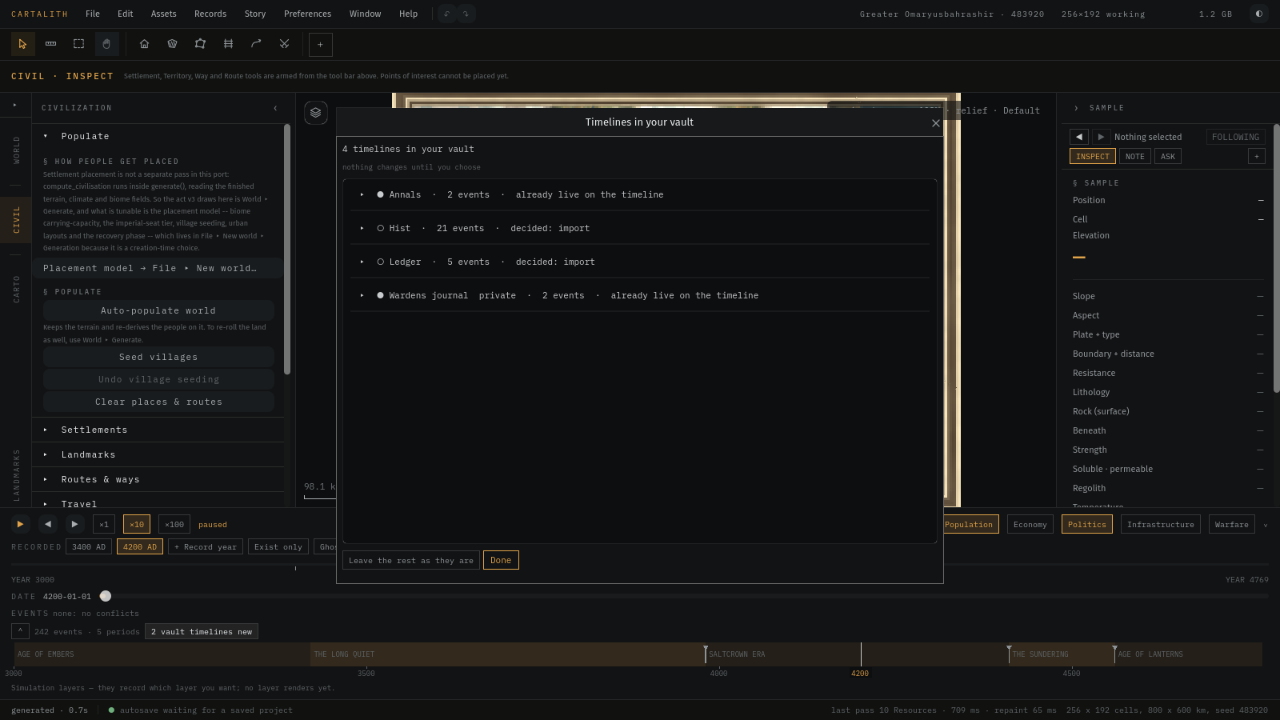 CARTALITH File Edit Assets Records Story Preferences Window Help Greater Omaryusbahrashir · 483920 256×192 working 1.2 GB
CIVIL · INSPECT Settlement, Territory, Way and Route tools are armed from the tool bar above. Points of interest cannot be placed yet.
WORLD
CIVIL
CARTO
LANDMARKS
CIVILIZATION
Populate
§ HOW PEOPLE GET PLACED
Settlement placement is not a separate pass in this port:
compute_civilisation runs inside generate(), reading the finished
terrain, climate and biome fields. So the act v3 draws here is World •
Generate, and what is tunable is the placement model — biome
carrying-capacity, the imperial-seat tier, village seeding, urban
layouts and the recovery phase — which lives in File • New world •
Generation because it is a creation-time choice.
Placement model → File • New world…
§ POPULATE
Auto-populate world
Keeps the terrain and re-derives the people on it. To re-roll the land
as well, use World • Generate.
Seed villages
Undo village seeding
Clear places & routes
Settlements
Landmarks
Routes & ways
Travel
relief · Default
98.1 k
Timelines in your vault
4 timelines in your vault
nothing changes until you choose
Annals · 2 events · already live on the timeline
Hist · 21 events · decided: import
Ledger · 5 events · decided: import
Wardens journal private · 2 events · already live on the timeline
Leave the rest as they are Done
SAMPLE
Nothing selected FOLLOWING
INSPECT NOTE ASK +
§ SAMPLE
Position —
Cell —
Elevation
—
Slope —
Aspect —
Plate + type —
Boundary + distance —
Resistance —
Lithology —
Rock (surface) —
Beneath —
Strength —
Soluble · permeable —
Regolith —
Temperature
×1 ×10 ×100 paused Population Economy Politics Infrastructure Warfare
RECORDED 3400 AD 4200 AD + Record year Exist only Ghos
YEAR 3000 YEAR 4769
DATE 4200-01-01
EVENTS none: no conflicts
242 events · 5 periods 2 vault timelines new
AGE OF EMBERS THE LONG QUIET SALTCROWN ERA THE SUNDERING AGE OF LANTERNS
3000 3500 4000 4200 4500
Simulation layers — they record which layer you want; no layer renders yet.
generated · 0.7s autosave waiting for a saved project last pass 10 Resources · 709 ms · repaint 65 ms 256 x 192 cells, 800 x 600 km, seed 483920